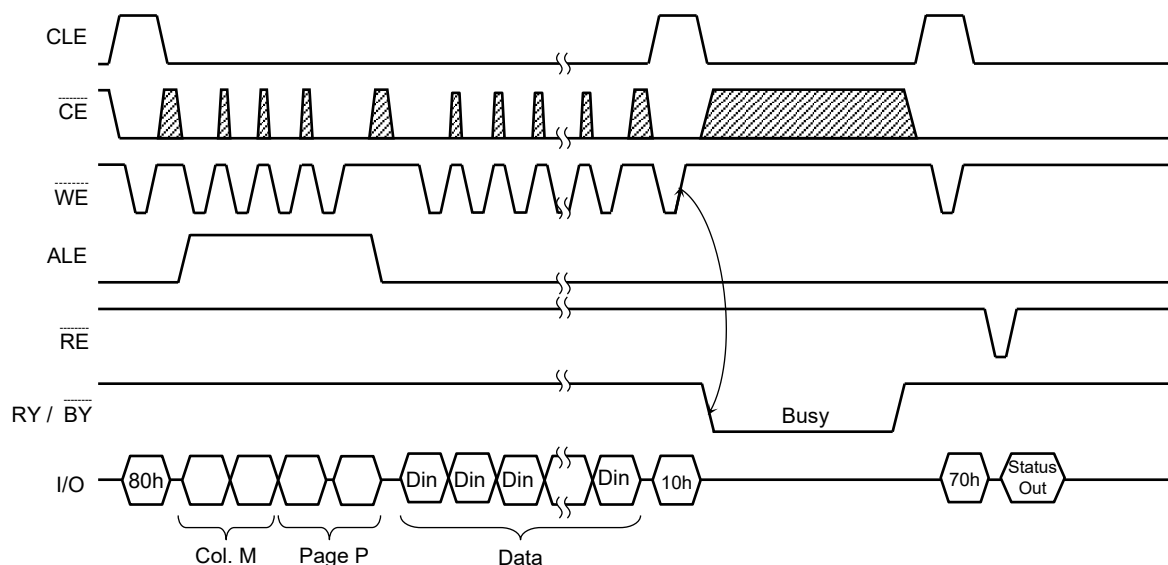 CLE
CE
WE
ALE
RE
RY / BY
Busy
I/O
80h
Din
Din
Din
Din
10h
70h
Status
Out
Col. M
Page P
Data